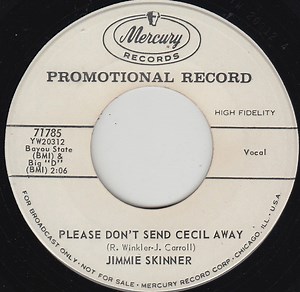 Mercury
RECORDS
PROMOTIONAL RECORD
HIGH FIDELITY
71785
YW20312
Bayou State
(BMI) &
Big "D"
(BMI) 2:06
Vocal
PLEASE DON'T SEND CECIL AWAY
(R. Winkler-J. Carroll)
JIMMIE SKINNER
FOR BROADCAST ONLY - NOT FOR SALE - MERCURY RECORD CORP. - CHICAGO, ILL. - U.S.A.